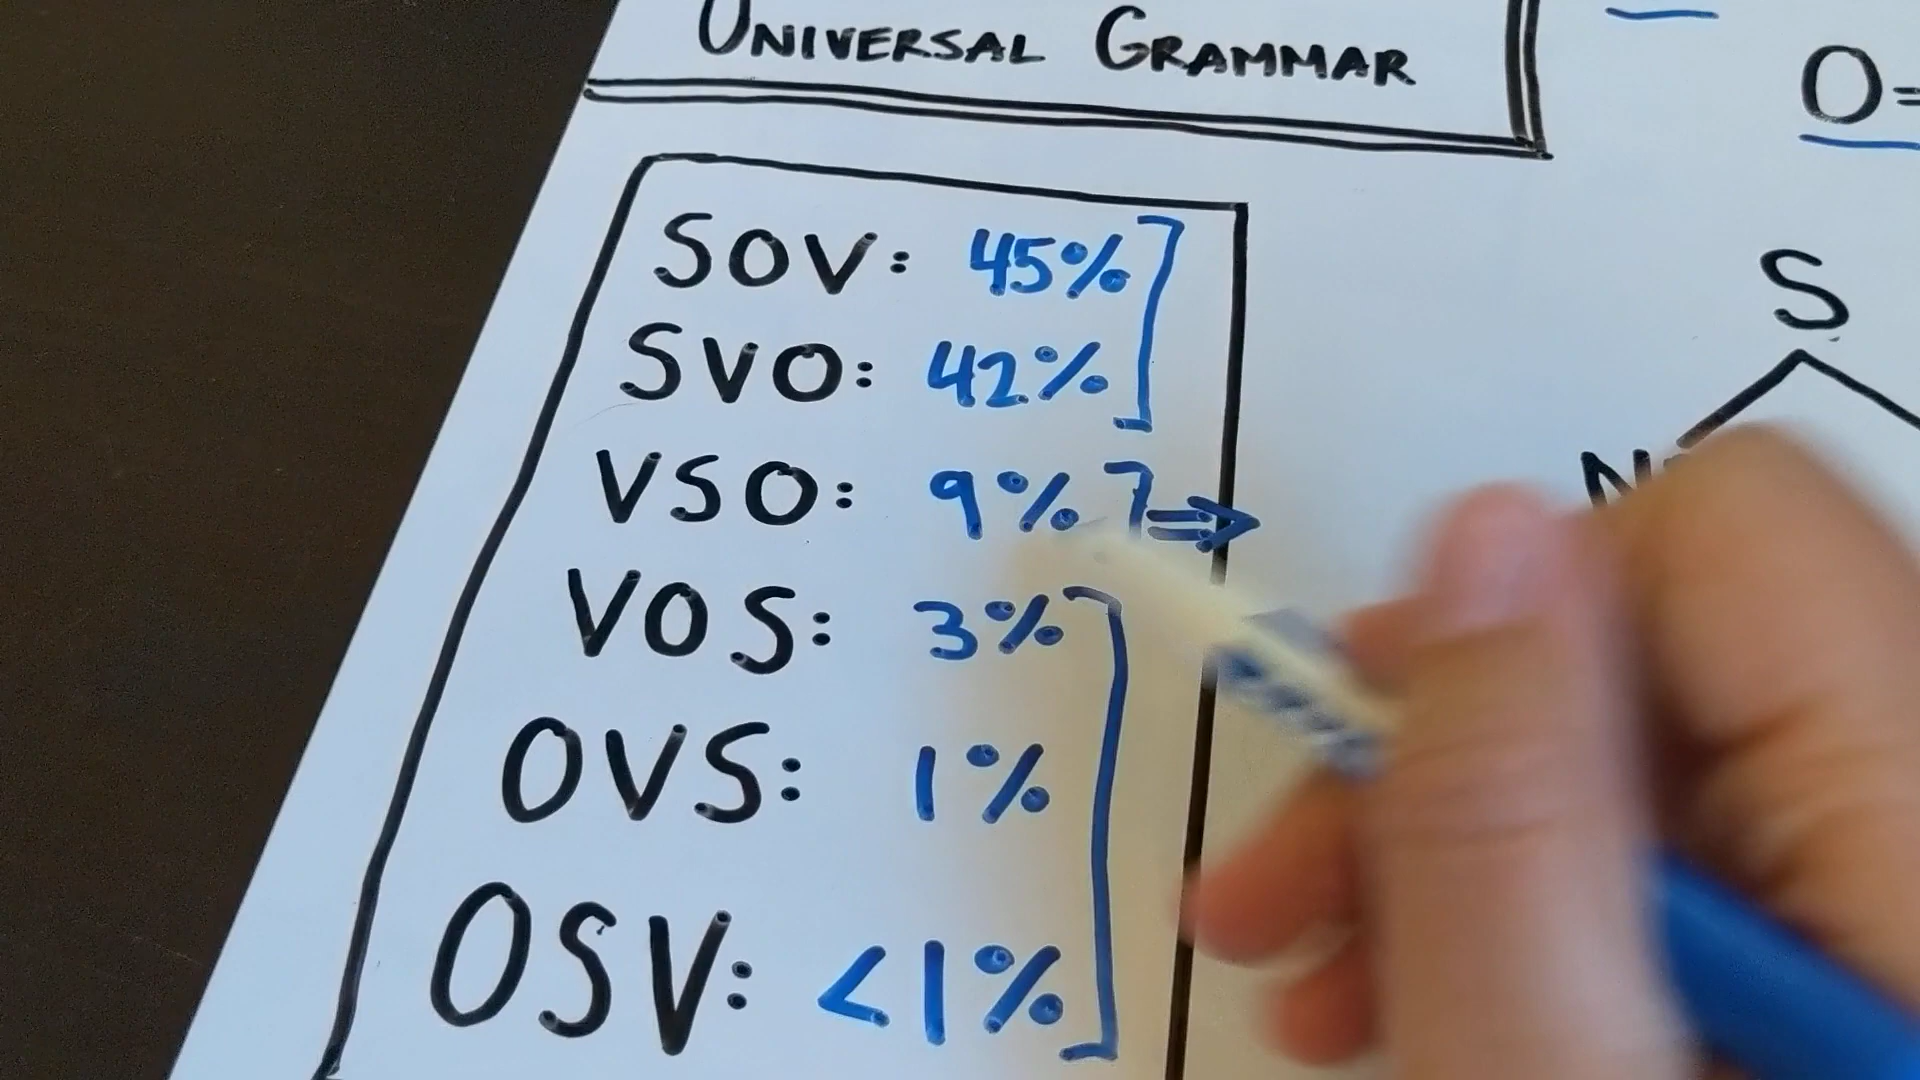 UNIVERSAL GRAMMAR
O=
SOV: 45%
SVO: 42%
VSO: 9% ⇒
VOS: 3%
OVS: 1%
OSV: <1%
S
N